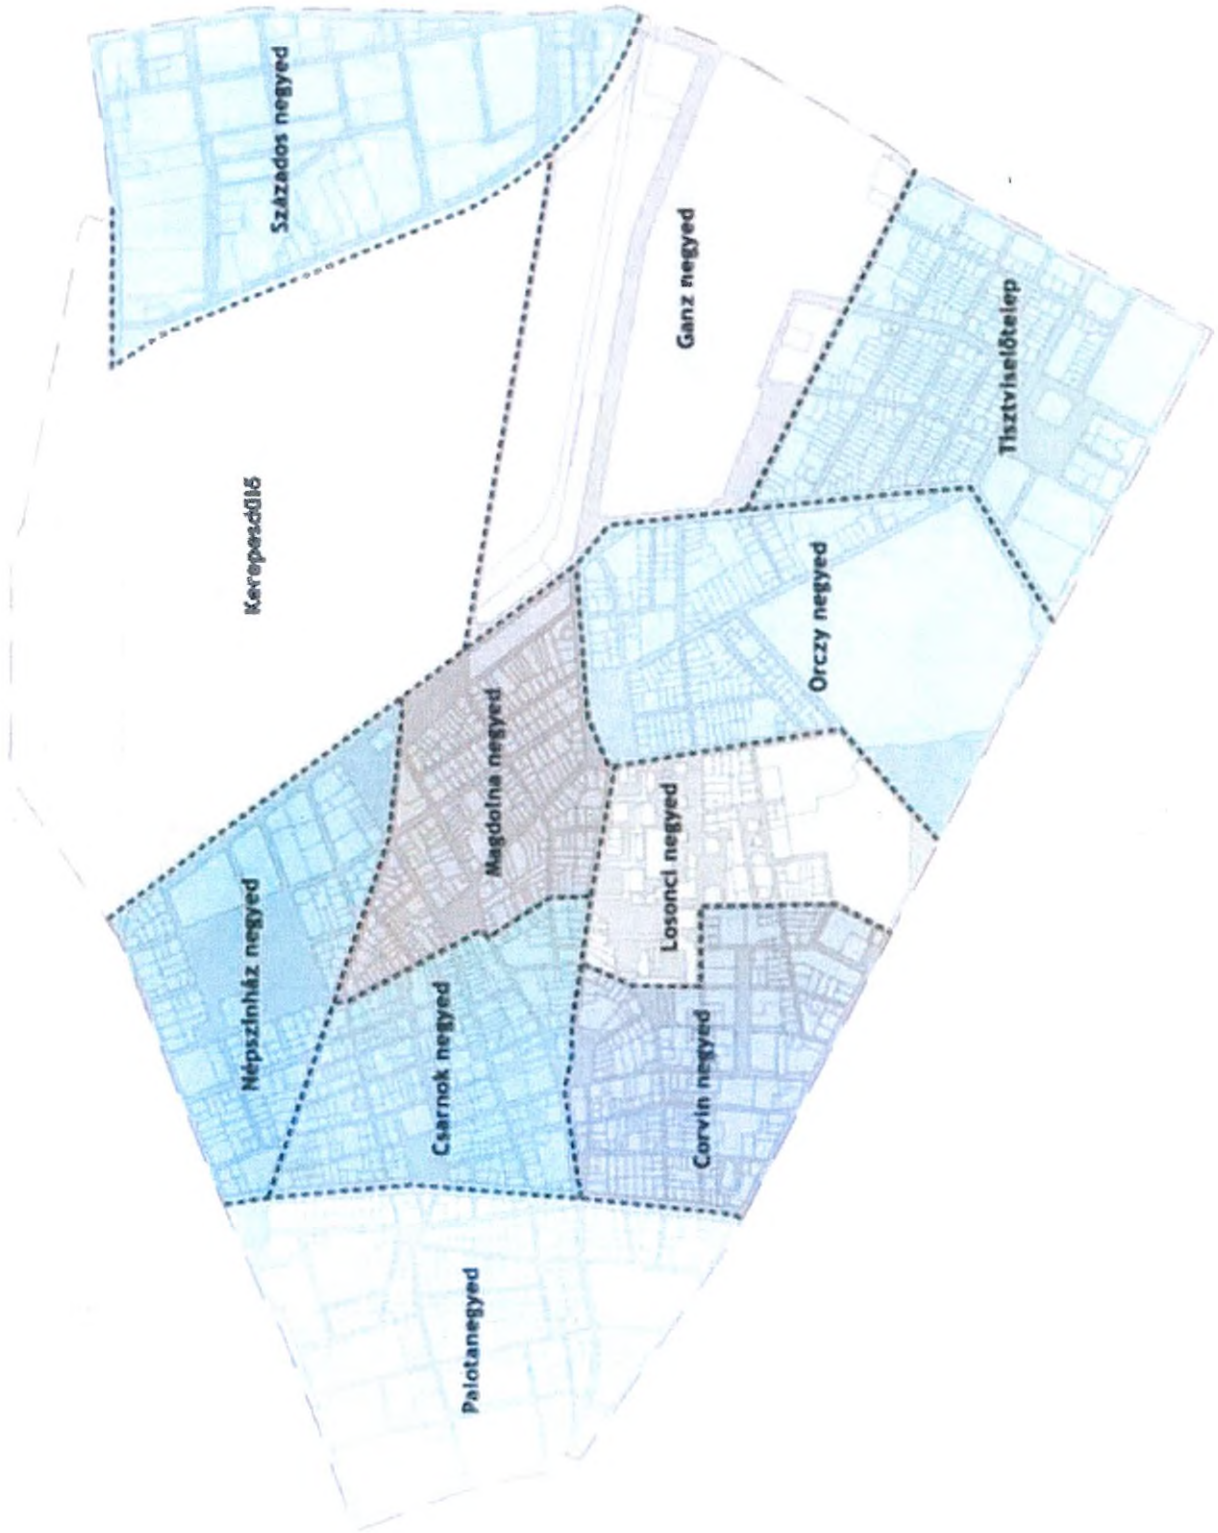 Népszínház negyed
Kerepesdűlő
Százados negyed
Palotanegyed
Csarnok negyed
Magdolna negyed
Corvin negyed
Losonci negyed
Ganz negyed
Orczy negyed
Tisztviselőtelep